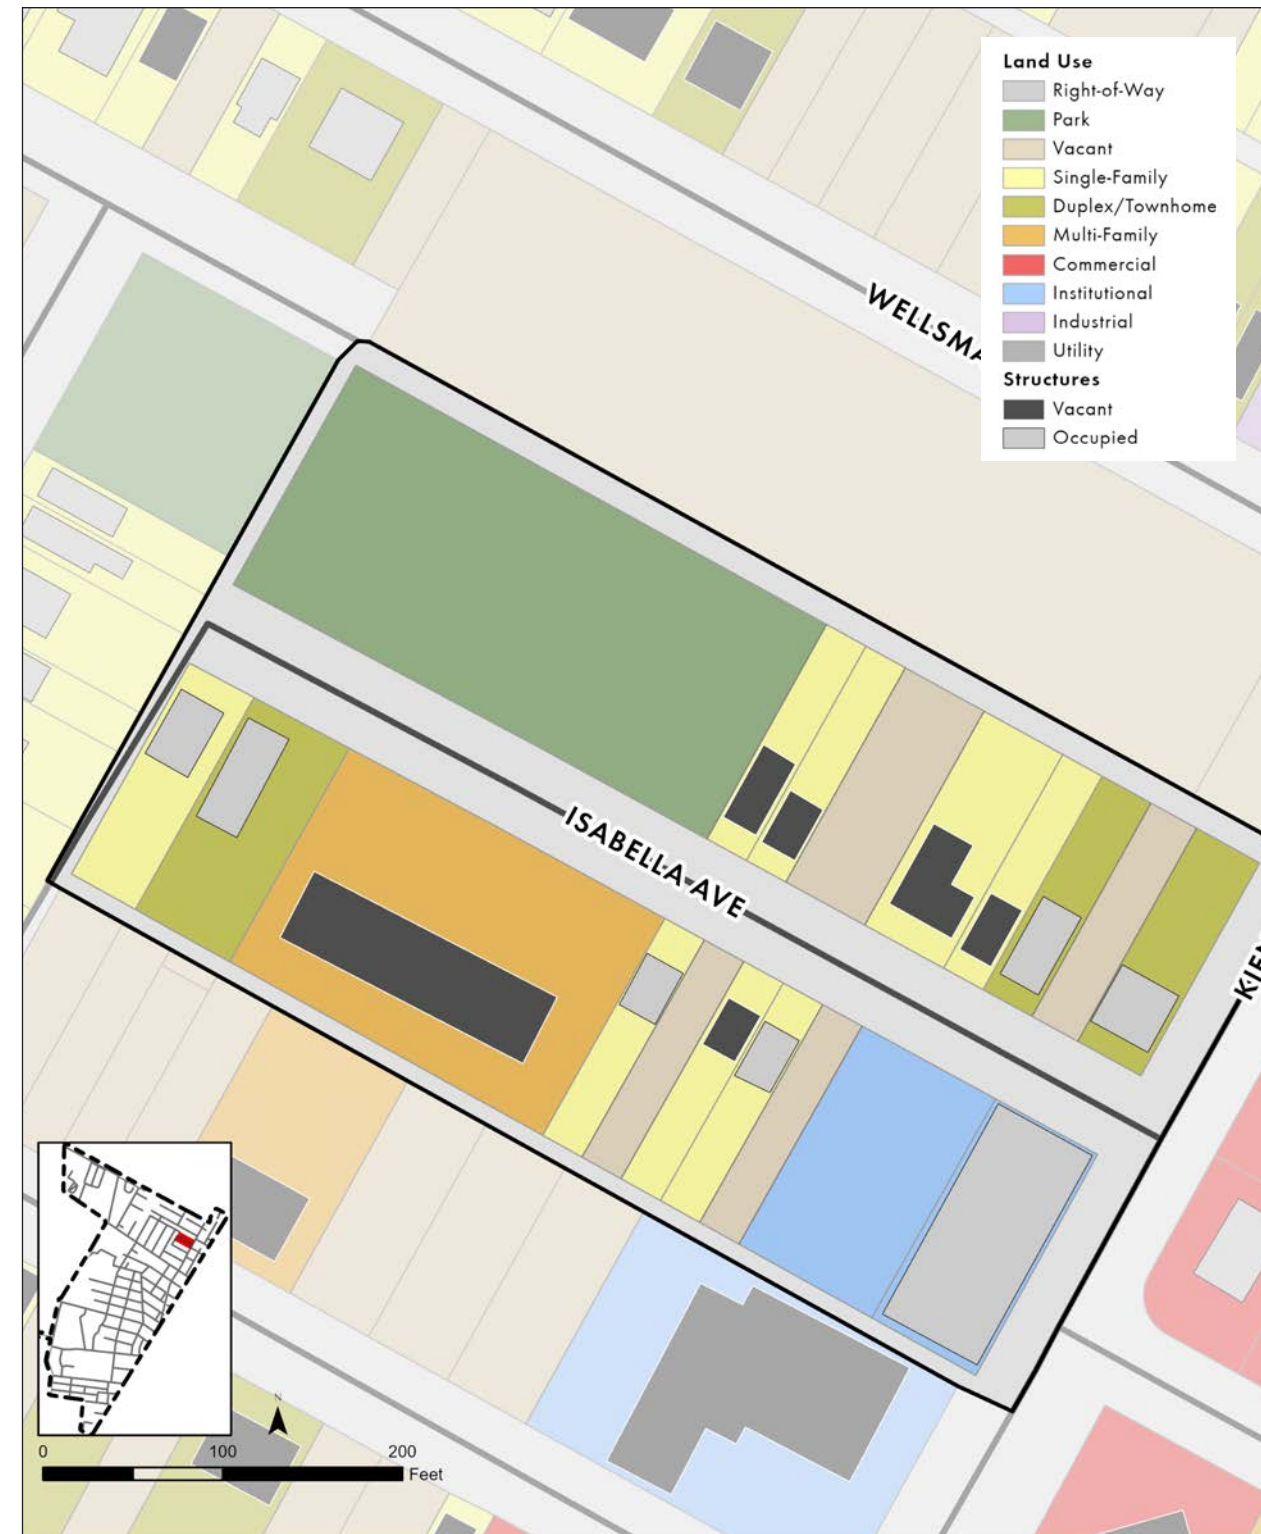 Land Use
Right-of-Way
Park
Vacant
Single-Family
Duplex/Townhome
Multi-Family
Commercial
Institutional
Industrial
Utility
Structures
Vacant
Occupied
WELLSMA
ISABELLA AVE
KIEN
N
0 100 200
Feet